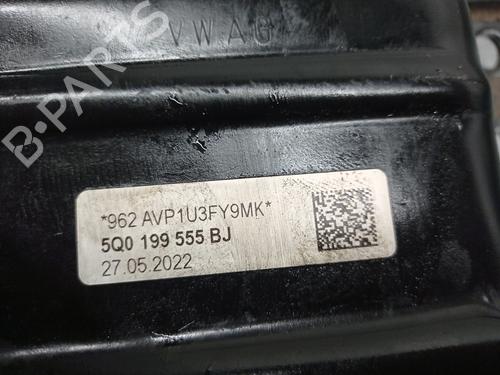 VWAG
B-PARTS
*962 AVP1U3FY9MK*
5Q0 199 555 BJ
27.05.2022